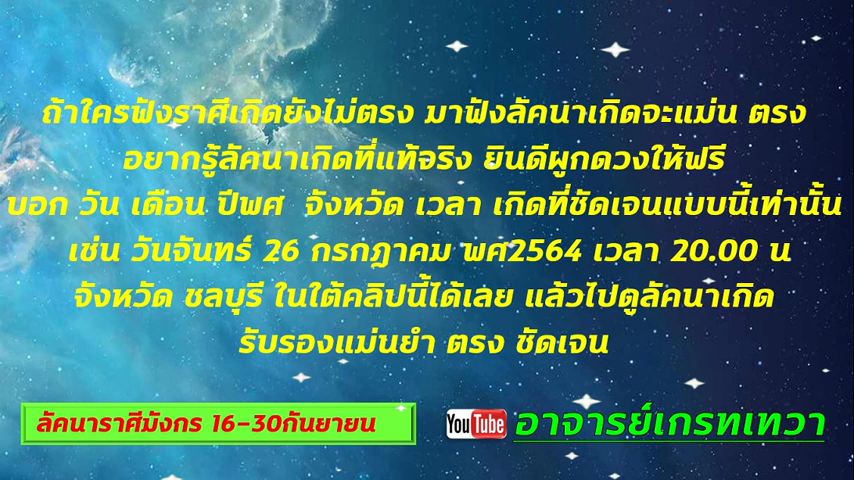 ถ้าใครฟังราศีเกิดยังไม่ตรง มาฟังลัคนาเกิดจะแม่น ตรง
อยากรู้ลัคนาเกิดที่แท้จริง ยินดีผูกดวงให้ฟรี
บอก วัน เดือน ปีพศ จังหวัด เวลา เกิดที่ชัดเจนแบบนี้เท่านั้น
เช่น วันจันทร์ 26 กรกฎาคม พศ2564 เวลา 20.00 น
จังหวัด ชลบุรี ในใต้คลิปนี้ได้เลย แล้วไปดูลัคนาเกิด
รับรองแม่นยำ ตรง ชัดเจน
ลัคนาราศีมังกร 16-30กันยายน
YouTube อาจารย์เกรทเทวา